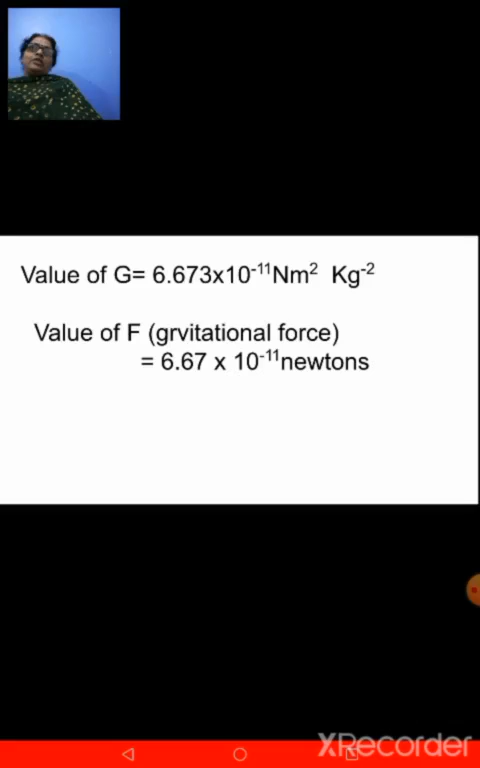 Value of G= 6.673x10⁻¹¹Nm² Kg⁻²
Value of F (grvitational force)
= 6.67 x 10⁻¹¹newtons
XRecorder